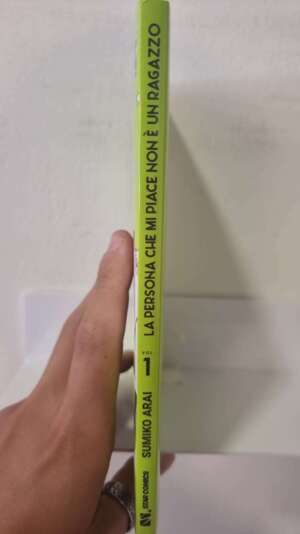 LA PERSONA CHE MI PIACE NON È UN RAGAZZO
VOL. 1
SUMIKO ARAI
STAR COMICS